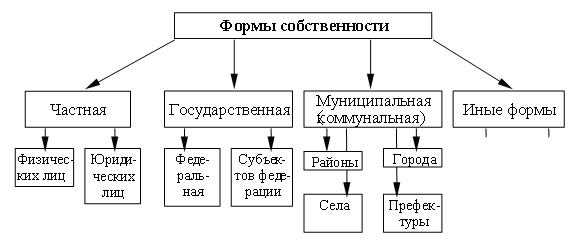 Формы собственности
Частная
Государственная
Муниципальная
(коммунальная)
Иные формы
Физичес-
ких лиц
Юриди-
ческих
лиц
Феде-
раль-
ная
Субъек-
тов феде-
рации
Районы
Города
Села
Префек-
туры